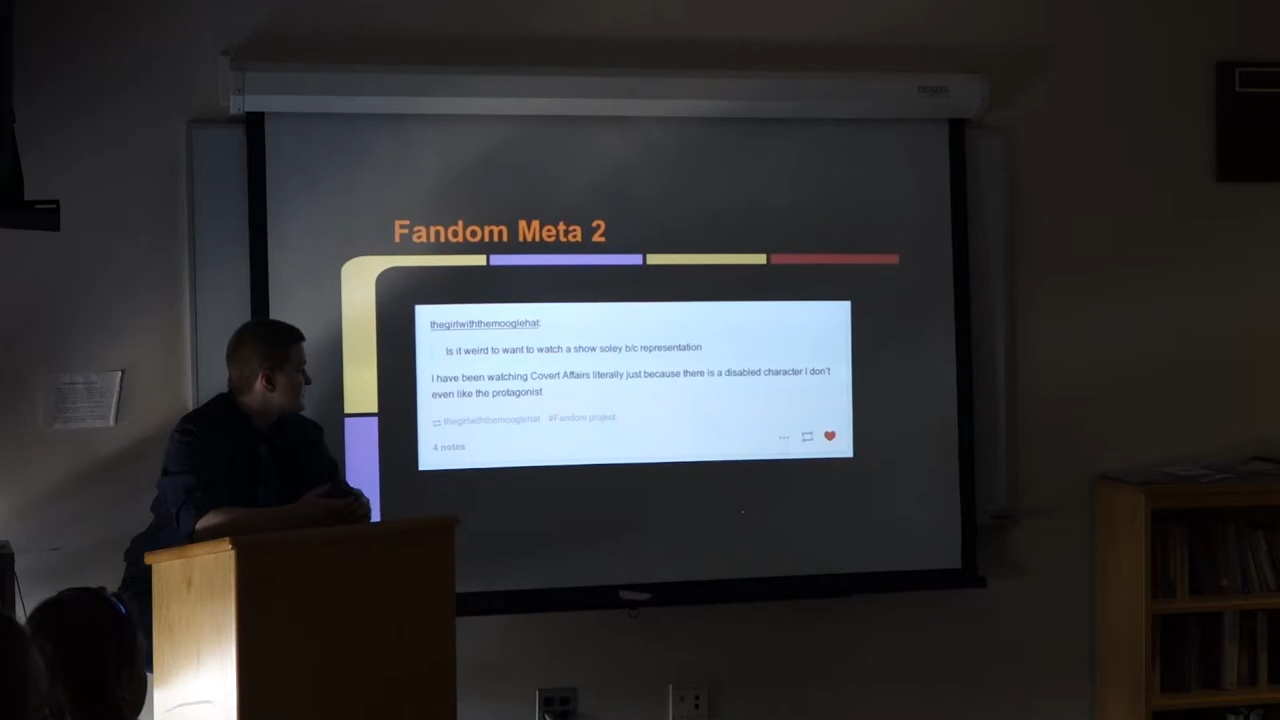 Fandom Meta 2
thegirlwiththemooglehat:
Is it weird to want to watch a show soley b/c representation
I have been watching Covert Affairs literally just because there is a disabled character I don't
even like the protagonist
thegirlwiththemooglehat #Fandom project
4 notes